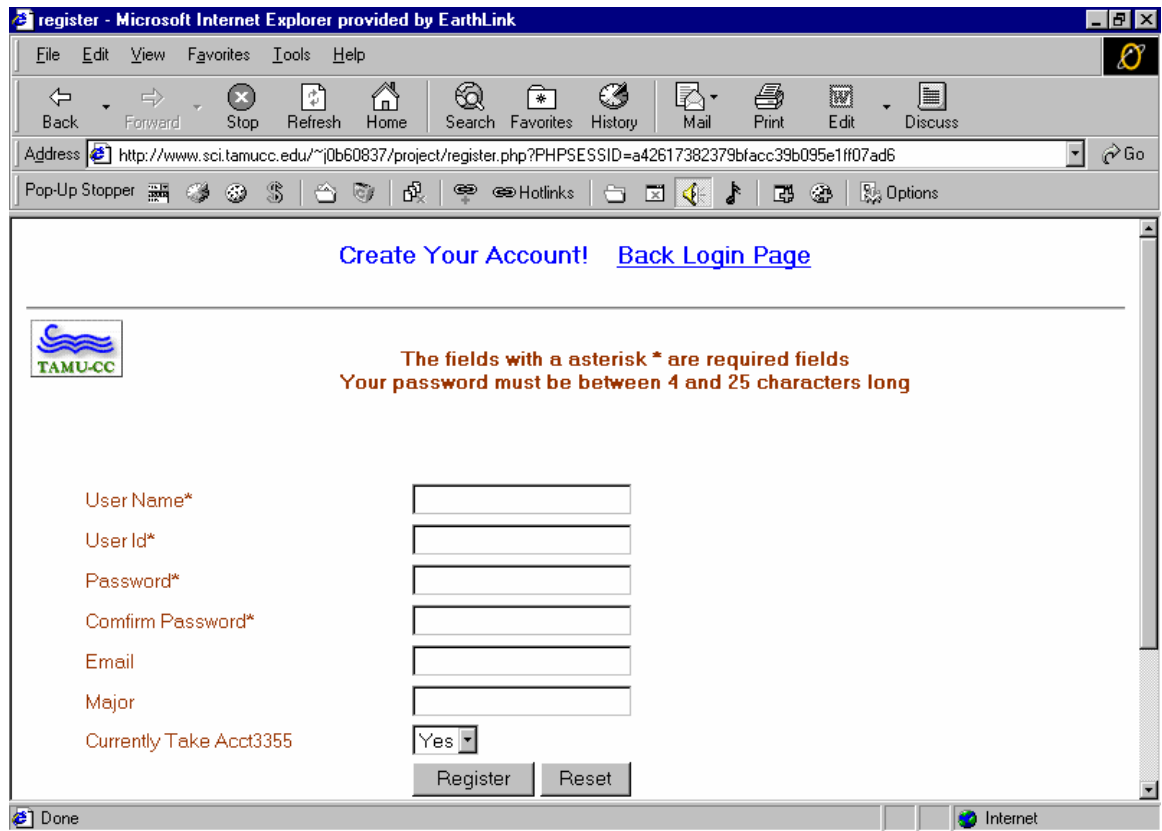 register - Microsoft Internet Explorer provided by EarthLink
File Edit View Favorites Tools Help
Back Forward Stop Refresh Home Search Favorites History Mail Print Edit Discuss
Address http://www.sci.tamucc.edu/~j0b60837/project/register.php?PHPSESSID=a42617382379bfacc39b095e1ff07ad6 Go
Pop-Up Stopper Hotlinks Options
Create Your Account! Back Login Page
TAMU-CC
The fields with a asterisk * are required fields
Your password must be between 4 and 25 characters long
User Name*
User Id*
Password*
Comfirm Password*
Email
Major
Currently Take Acct3355 Yes
Register Reset
Done Internet